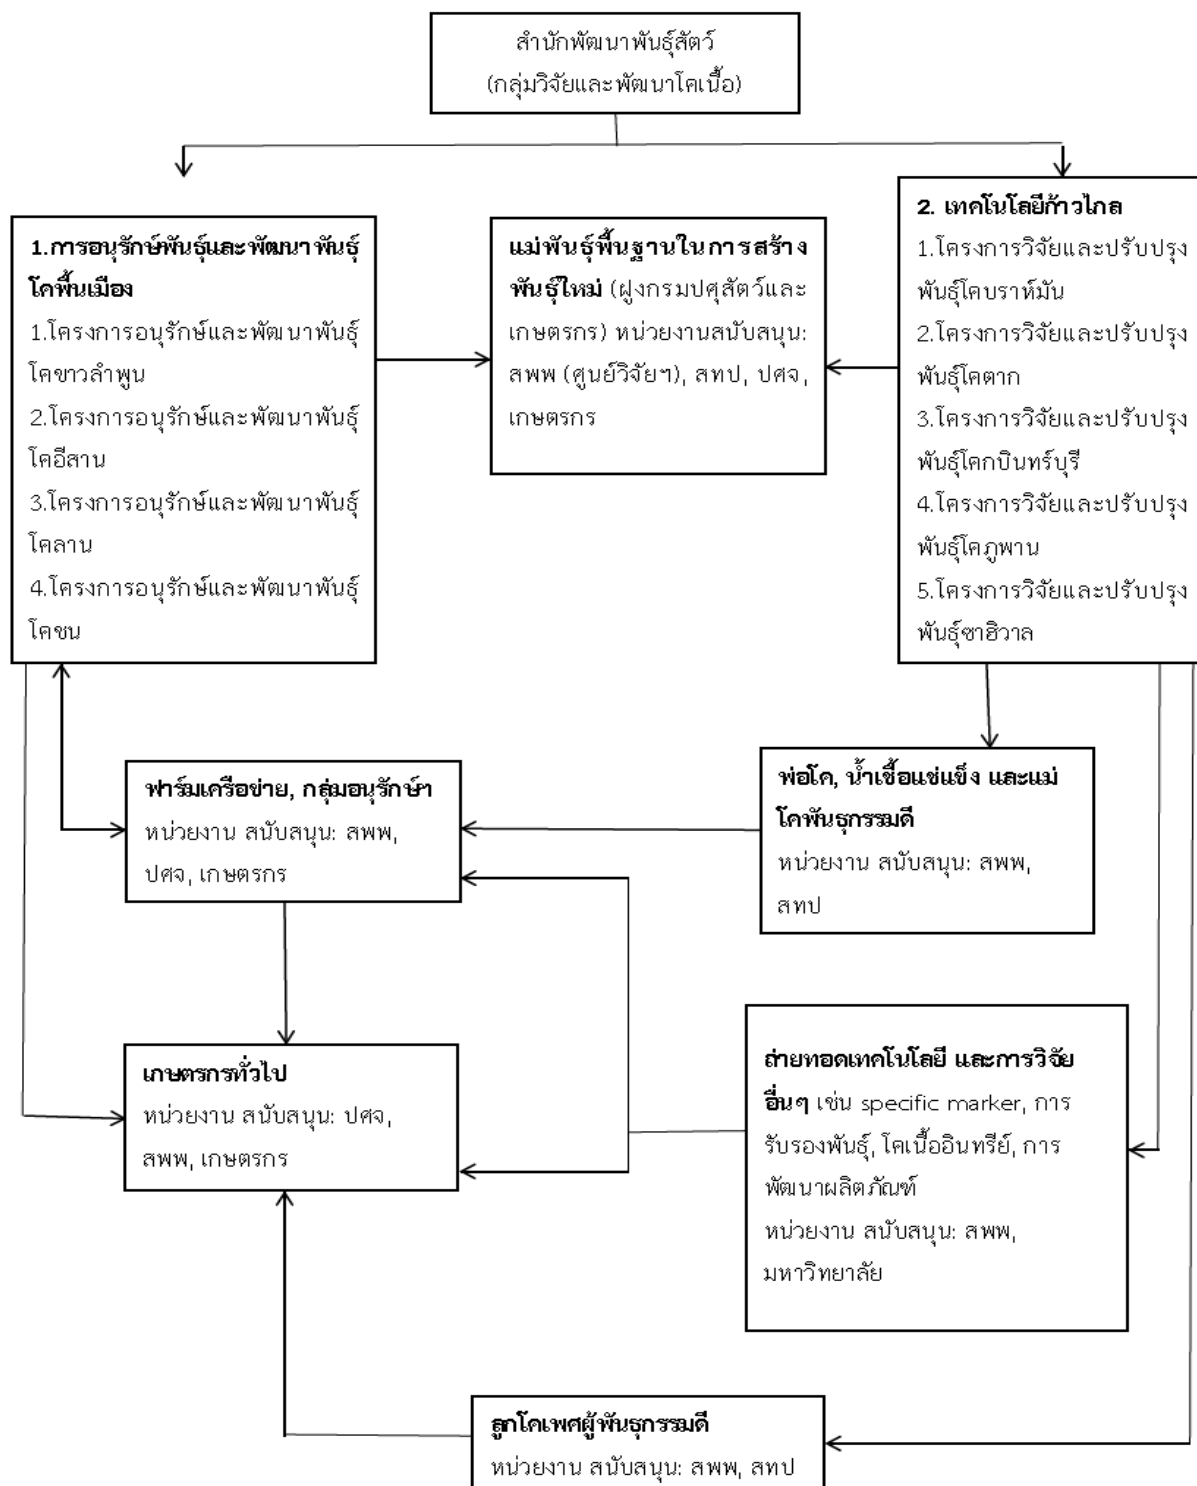 สำนักพัฒนาพันธุ์สัตว์
(กลุ่มวิจัยและพัฒนาโคเนื้อ)
1.การอนุรักษ์พันธุ์และพัฒนาพันธุ์
โคพื้นเมือง
1.โครงการอนุรักษ์และพัฒนาพันธุ์
โคขาวลำพูน
2.โครงการอนุรักษ์และพัฒนาพันธุ์
โคอีสาน
3.โครงการอนุรักษ์และพัฒนาพันธุ์
โคลาน
4.โครงการอนุรักษ์และพัฒนาพันธุ์
โคชน
แม่พันธุ์พื้นฐานในการสร้าง
พันธุ์ใหม่ (ฝูงกรมปศุสัตว์และ
เกษตรกร) หน่วยงานสนับสนุน:
สพพ (ศูนย์วิจัยฯ), สทป, ปศจ,
เกษตรกร
2. เทคโนโลยีก้าวไกล
1.โครงการวิจัยและปรับปรุง
พันธุ์โคบราห์มัน
2.โครงการวิจัยและปรับปรุง
พันธุ์โคตาก
3.โครงการวิจัยและปรับปรุง
พันธุ์โคกบินทร์บุรี
4.โครงการวิจัยและปรับปรุง
พันธุ์โคภูพาน
5.โครงการวิจัยและปรับปรุง
พันธุ์ซาฮิวาล
ฟาร์มเครือข่าย, กลุ่มอนุรักษ์ฯ
หน่วยงาน สนับสนุน: สพพ,
ปศจ, เกษตรกร
พ่อโค, น้ำเชื้อแช่แข็ง และแม่
โคพันธุกรรมดี
หน่วยงาน สนับสนุน: สพพ,
สทป
เกษตรกรทั่วไป
หน่วยงาน สนับสนุน: ปศจ,
สพพ, เกษตรกร
ถ่ายทอดเทคโนโลยี และการวิจัย
อื่นๆ เช่น specific marker, การ
รับรองพันธุ์, โคเนื้ออินทรีย์, การ
พัฒนาผลิตภัณฑ์
หน่วยงาน สนับสนุน: สพพ,
มหาวิทยาลัย
ลูกโคเพศผู้พันธุกรรมดี
หน่วยงาน สนับสนุน: สพพ, สทป